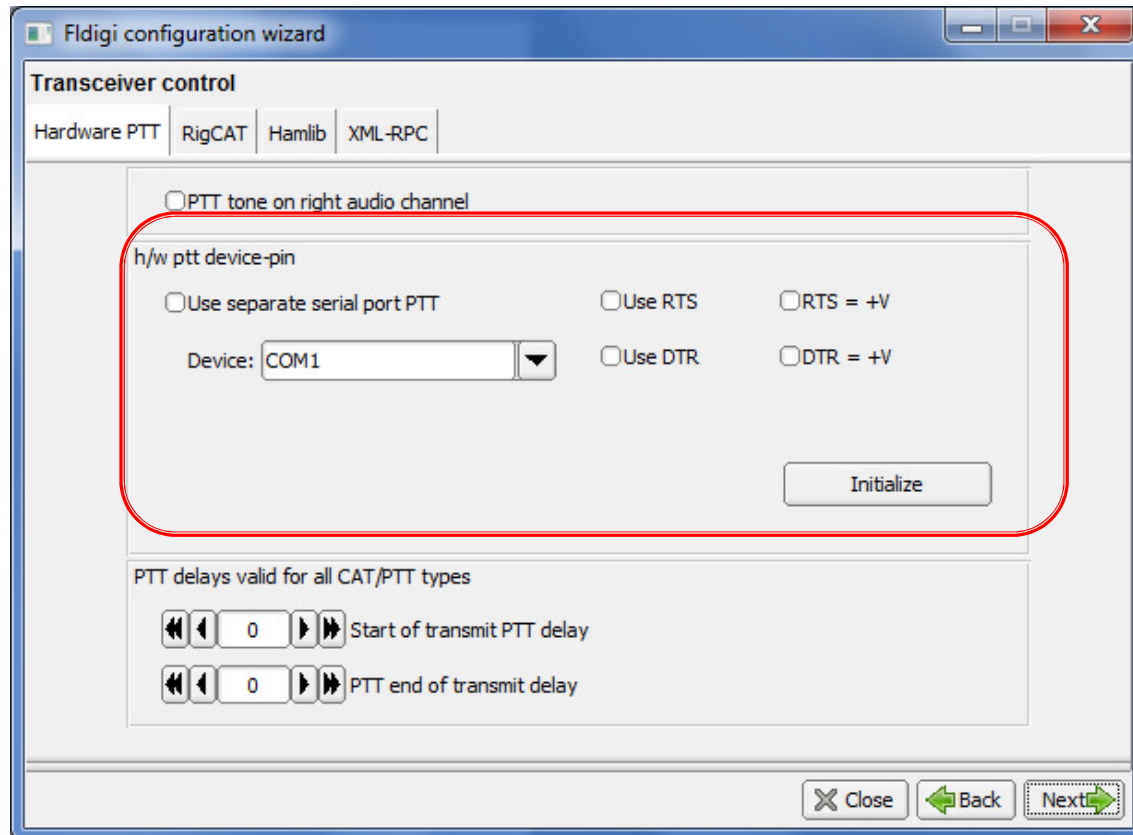 Fldigi configuration wizard
Transceiver control
Hardware PTT RigCAT Hamlib XML-RPC
PTT tone on right audio channel
h/w ptt device-pin
Use separate serial port PTT Use RTS RTS = +V
Device: COM1 Use DTR DTR = +V
Initialize
PTT delays valid for all CAT/PTT types
0 Start of transmit PTT delay
0 PTT end of transmit delay
Close Back Next